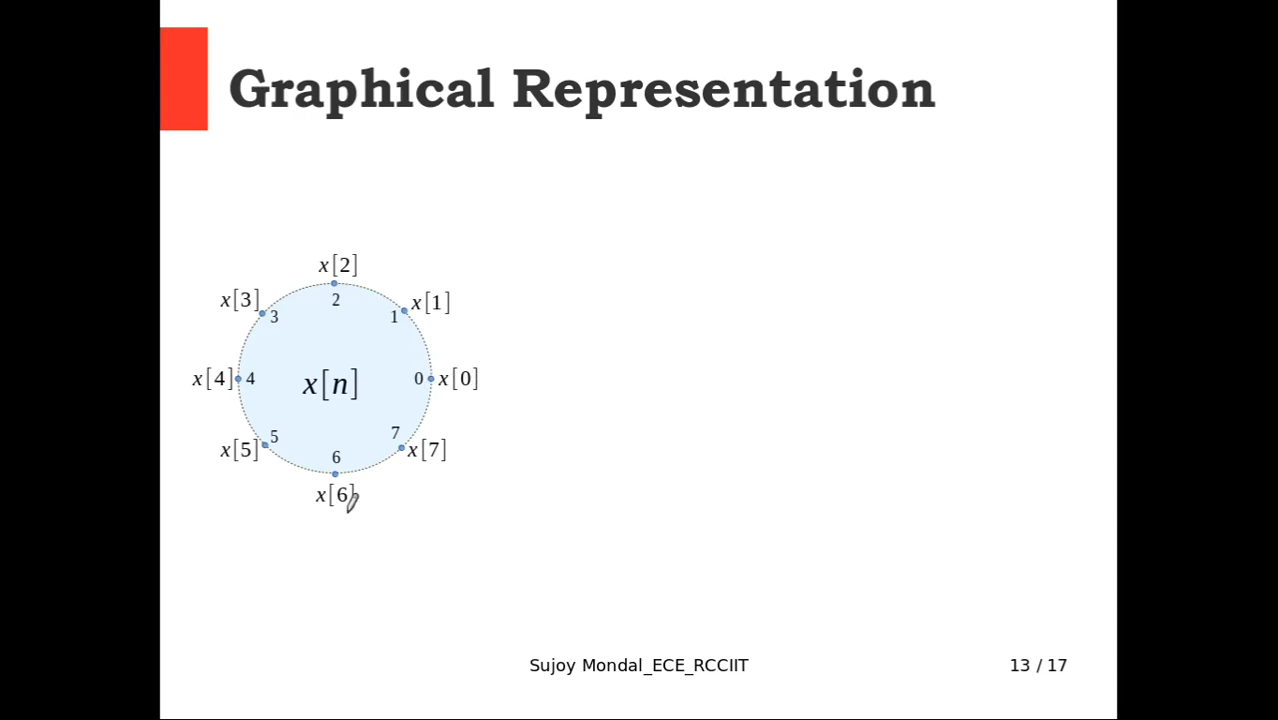 Graphical Representation
x[2]
x[3] 2 x[1]
3 1
x[4] 4 x[n] 0 x[0]
5 7
x[5] 6 x[7]
x[6]
Sujoy Mondal_ECE_RCCIIT 13 / 17